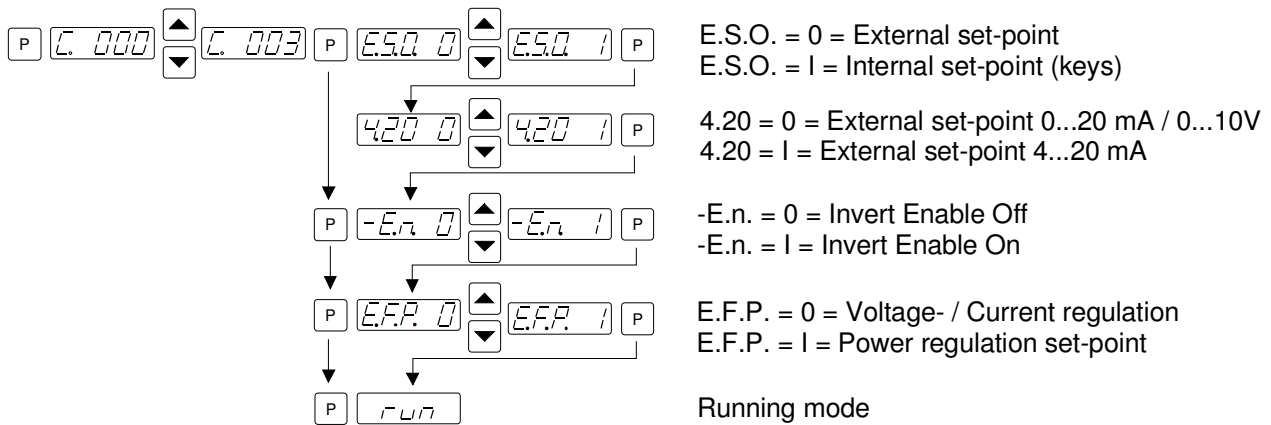 P C. 000 C. 003 P E.S.O. 0 E.S.O. 1 P
E.S.O. = 0 = External set-point
E.S.O. = I = Internal set-point (keys)
4.20 0 4.20 1 P
4.20 = 0 = External set-point 0...20 mA / 0...10V
4.20 = I = External set-point 4...20 mA
P -E.n. 0 -E.n. 1 P
-E.n. = 0 = Invert Enable Off
-E.n. = I = Invert Enable On
P E.F.P. 0 E.F.P. 1 P
E.F.P. = 0 = Voltage- / Current regulation
E.F.P. = I = Power regulation set-point
P run
Running mode